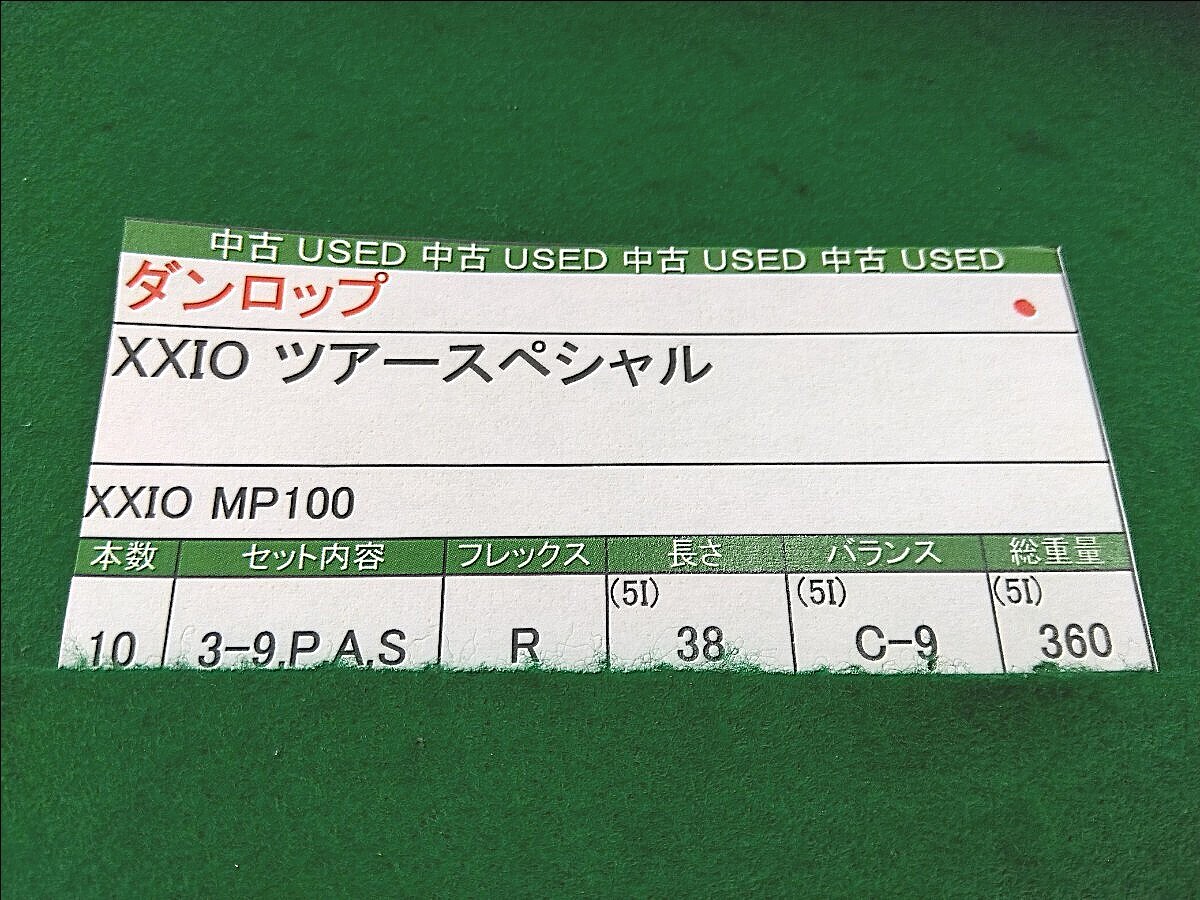 中古 USED 中古 USED 中古 USED 中古 USED
ダンロップ
XXIO ツアースペシャル
XXIO MP100
本数 セット内容 フレックス 長さ バランス 総重量
(5I) (5I) (5I)
10 3-9,P A,S R 38 C-9 360